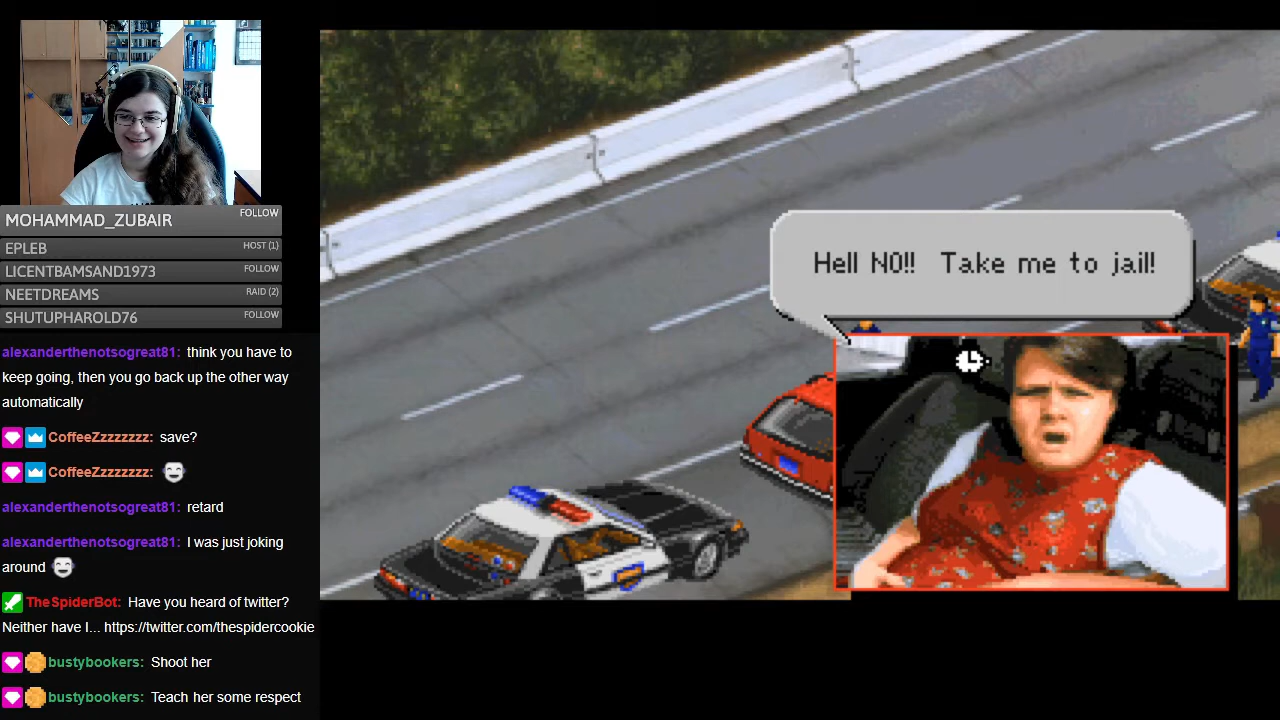 MOHAMMAD_ZUBAIR FOLLOW
EPLEB HOST (1)
LICENTBAMSAND1973 FOLLOW
NEETDREAMS RAID (2)
SHUTUPHAROLD76 FOLLOW
alexanderthenotsogreat81: think you have to
keep going, then you go back up the other way
automatically
CoffeeZzzzzzzz: save?
CoffeeZzzzzzzz:
alexanderthenotsogreat81: retard
alexanderthenotsogreat81: I was just joking
around
TheSpiderBot: Have you heard of twitter?
Neither have I... https://twitter.com/thespidercookie
bustybookers: Shoot her
bustybookers: Teach her some respect
Hell NO!! Take me to jail!